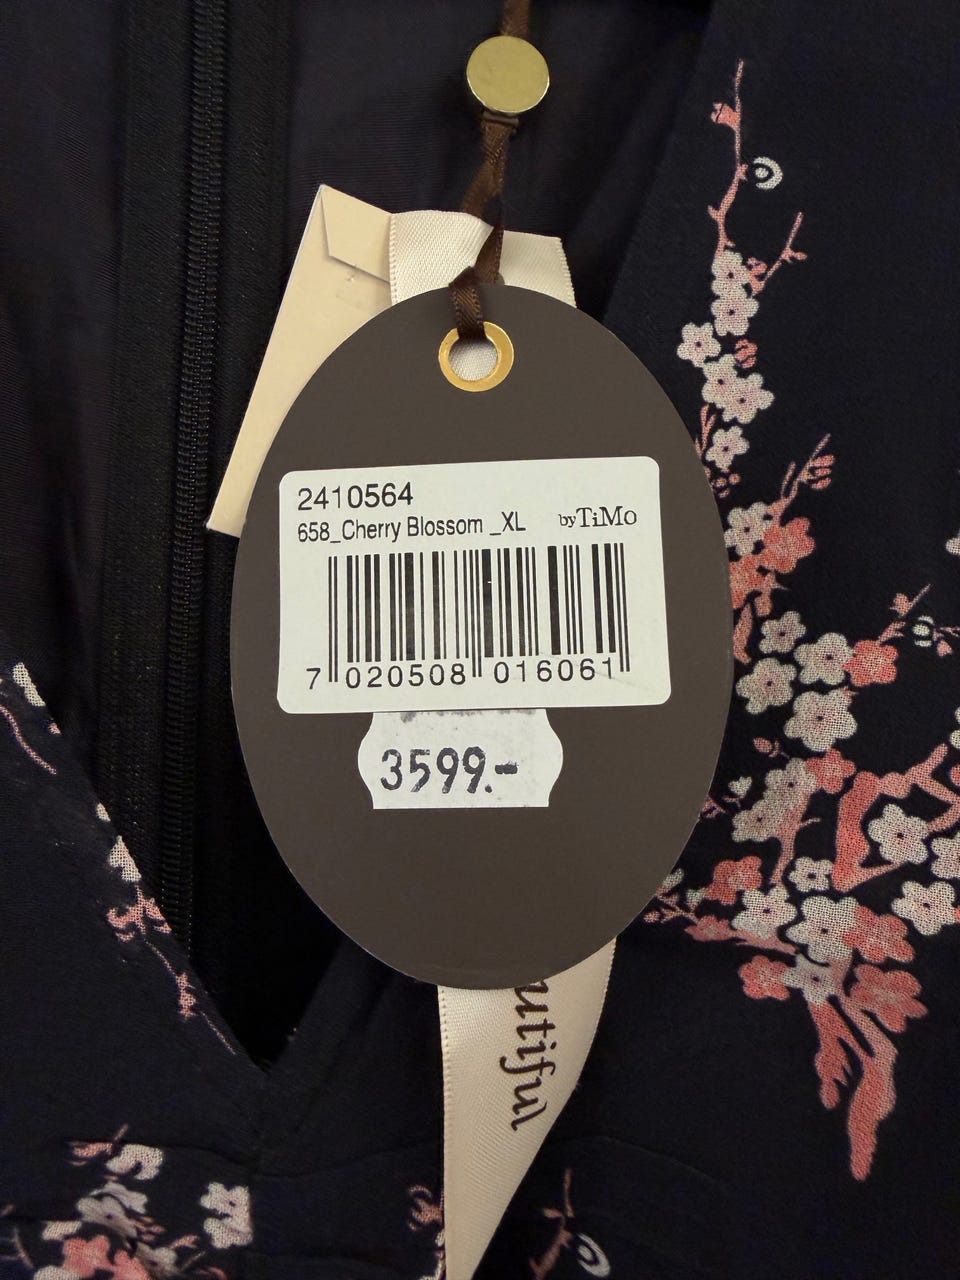 2410564
658_Cherry Blossom _XL byTiMo
7 020508 016061
3599.-
utiful